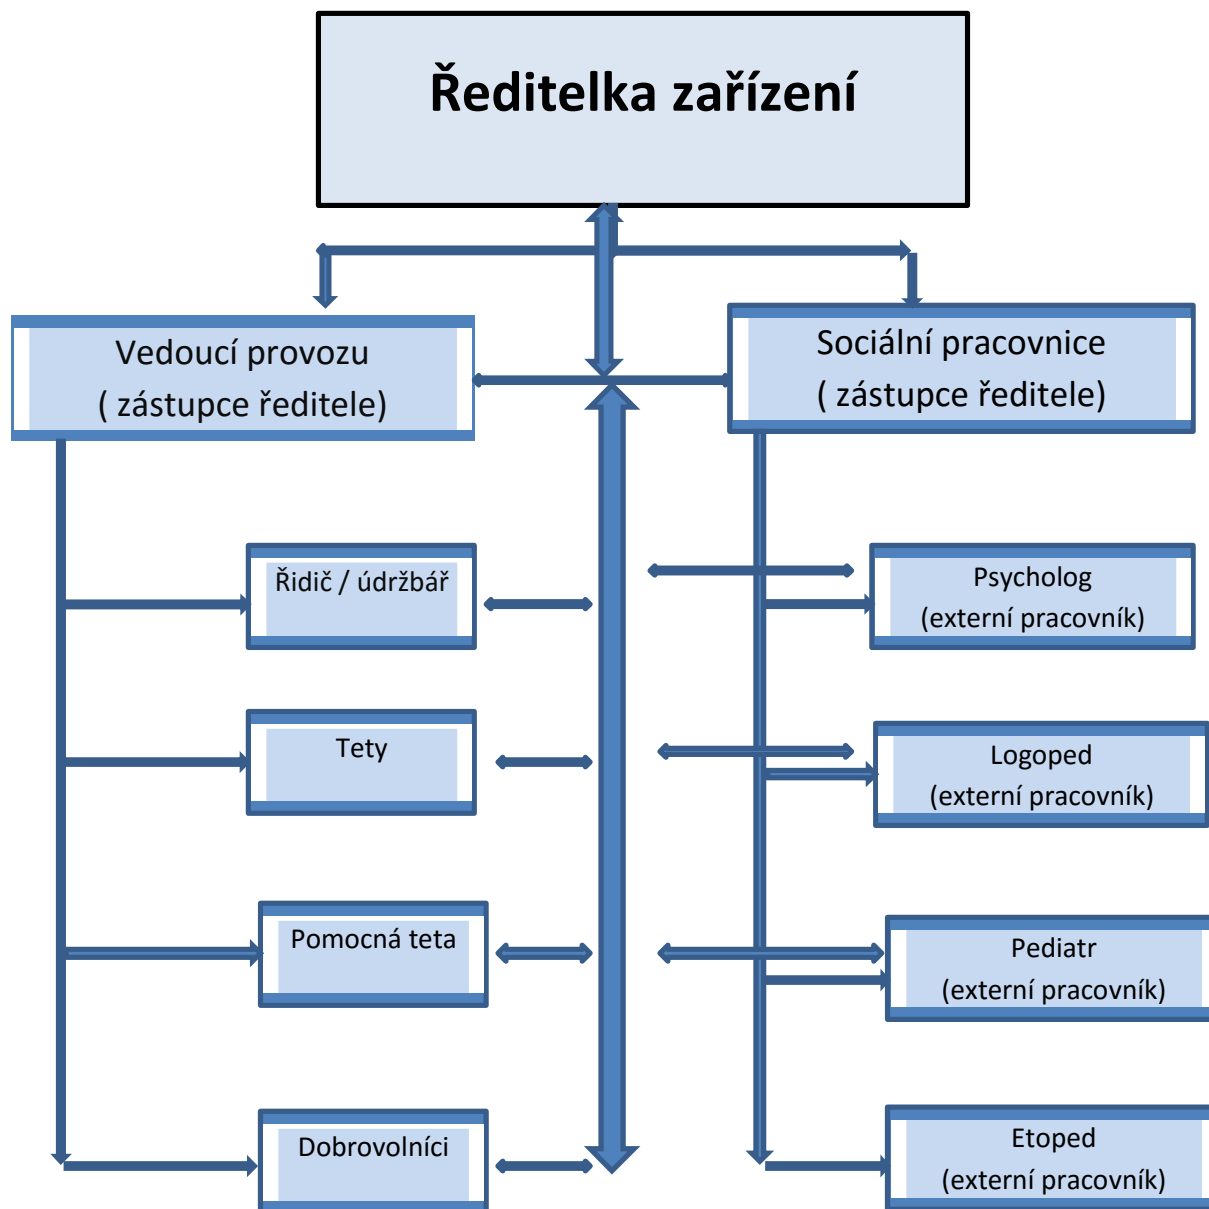 Ředitelka zařízení
Vedoucí provozu
( zástupce ředitele)
Sociální pracovnice
( zástupce ředitele)
Řidič / údržbář
Psycholog
(externí pracovník)
Tety
Logoped
(externí pracovník)
Pomocná teta
Pediatr
(externí pracovník)
Dobrovolníci
Etoped
(externí pracovník)